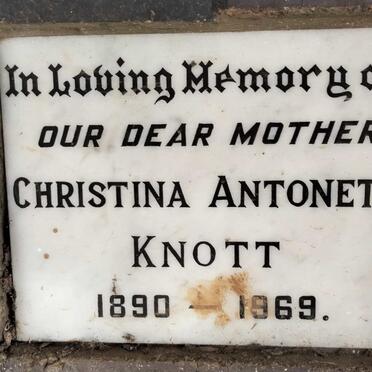 In Loving Memory o
OUR DEAR MOTHER
CHRISTINA ANTONET
KNOTT
1890 — 1969.